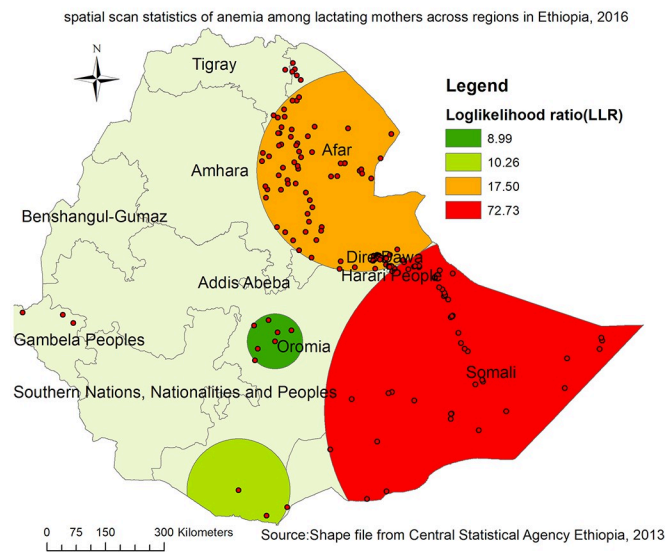 spatial scan statistics of anemia among lactating mothers across regions in Ethiopia, 2016
N
Tigray
Legend
Loglikelihood ratio(LLR)
8.99
10.26
17.50
72.73
Afar
Amhara
Benshangul-Gumaz
Dire Dawa
Harari People
Addis Abeba
Gambela Peoples
Oromia
Somali
Southern Nations, Nationalities and Peoples
0 75 150 300 Kilometers
Source:Shape file from Central Statistical Agency Ethiopia, 2013